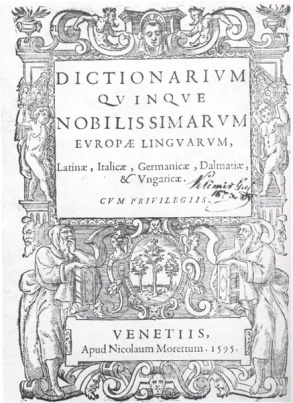 DICTIONARIVM
QVINQVE
NOBILISSIMARVM
EVROPÆ LINGVARVM,
Latinæ, Italicæ, Germanicæ, Dalmatiæ,
& Vngaricæ.
CVM PRIVILEGIIS.
VENETIIS,
Apud Nicolaum Morettum. 1595.